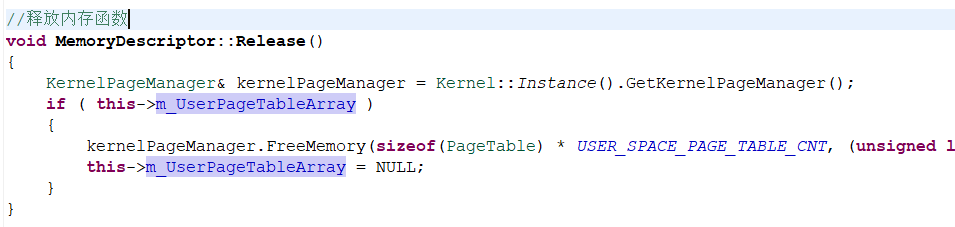 //释放内存函数
void MemoryDescriptor::Release()
{
    KernelPageManager& kernelPageManager = Kernel::Instance().GetKernelPageManager();
    if ( this->m_UserPageTableArray )
    {
        kernelPageManager.FreeMemory(sizeof(PageTable) * USER_SPACE_PAGE_TABLE_CNT, (unsigned l
        this->m_UserPageTableArray = NULL;
    }
}